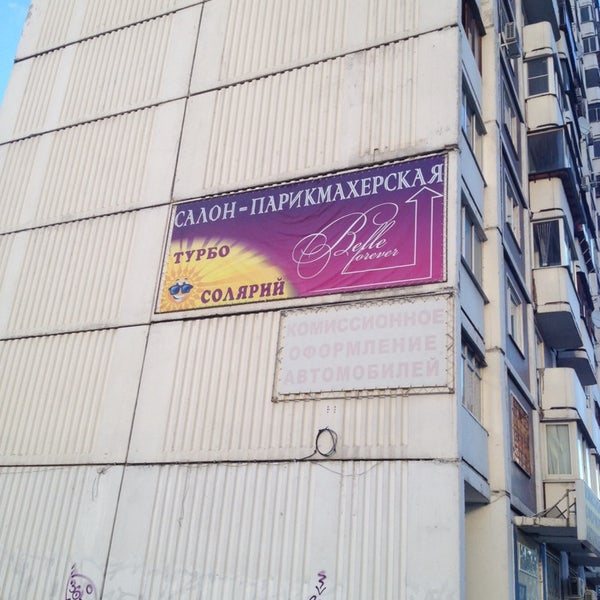 САЛОН-ПАРИКМАХЕРСКАЯ
ТУРБО
СОЛЯРИЙ
Belle
forever
КОМИССИОННОЕ
ОФОРМЛЕНИЕ
АВТОМОБИЛЕЙ